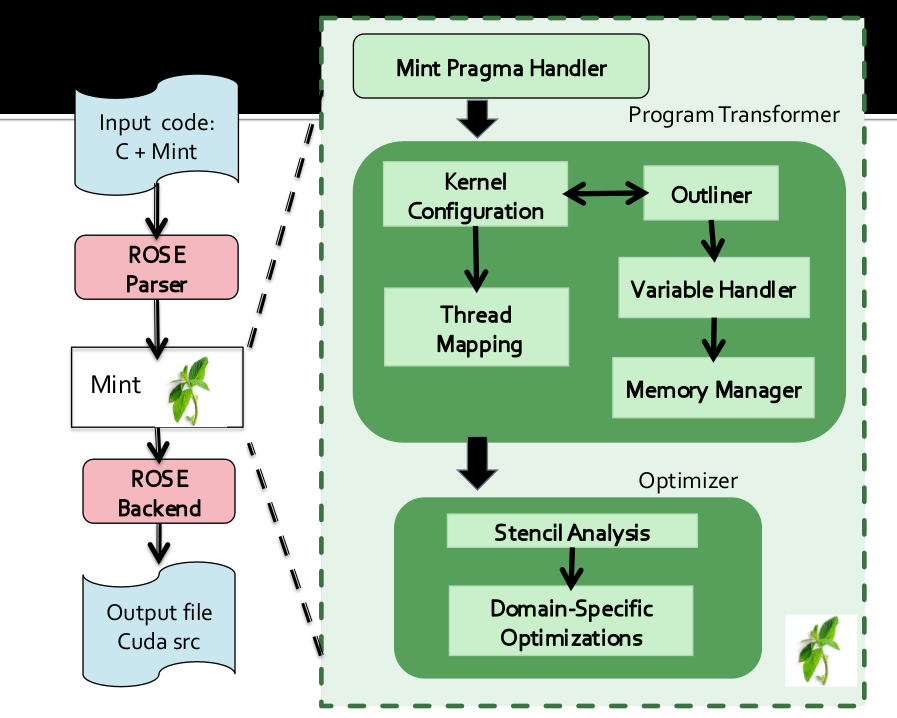 Input code:
C + Mint
ROSE
Parser
Mint
ROSE
Backend
Output file
Cuda src
Mint Pragma Handler
Program Transformer
Kernel
Configuration
Outliner
Thread
Mapping
Variable Handler
Memory Manager
Optimizer
Stencil Analysis
Domain-Specific
Optimizations